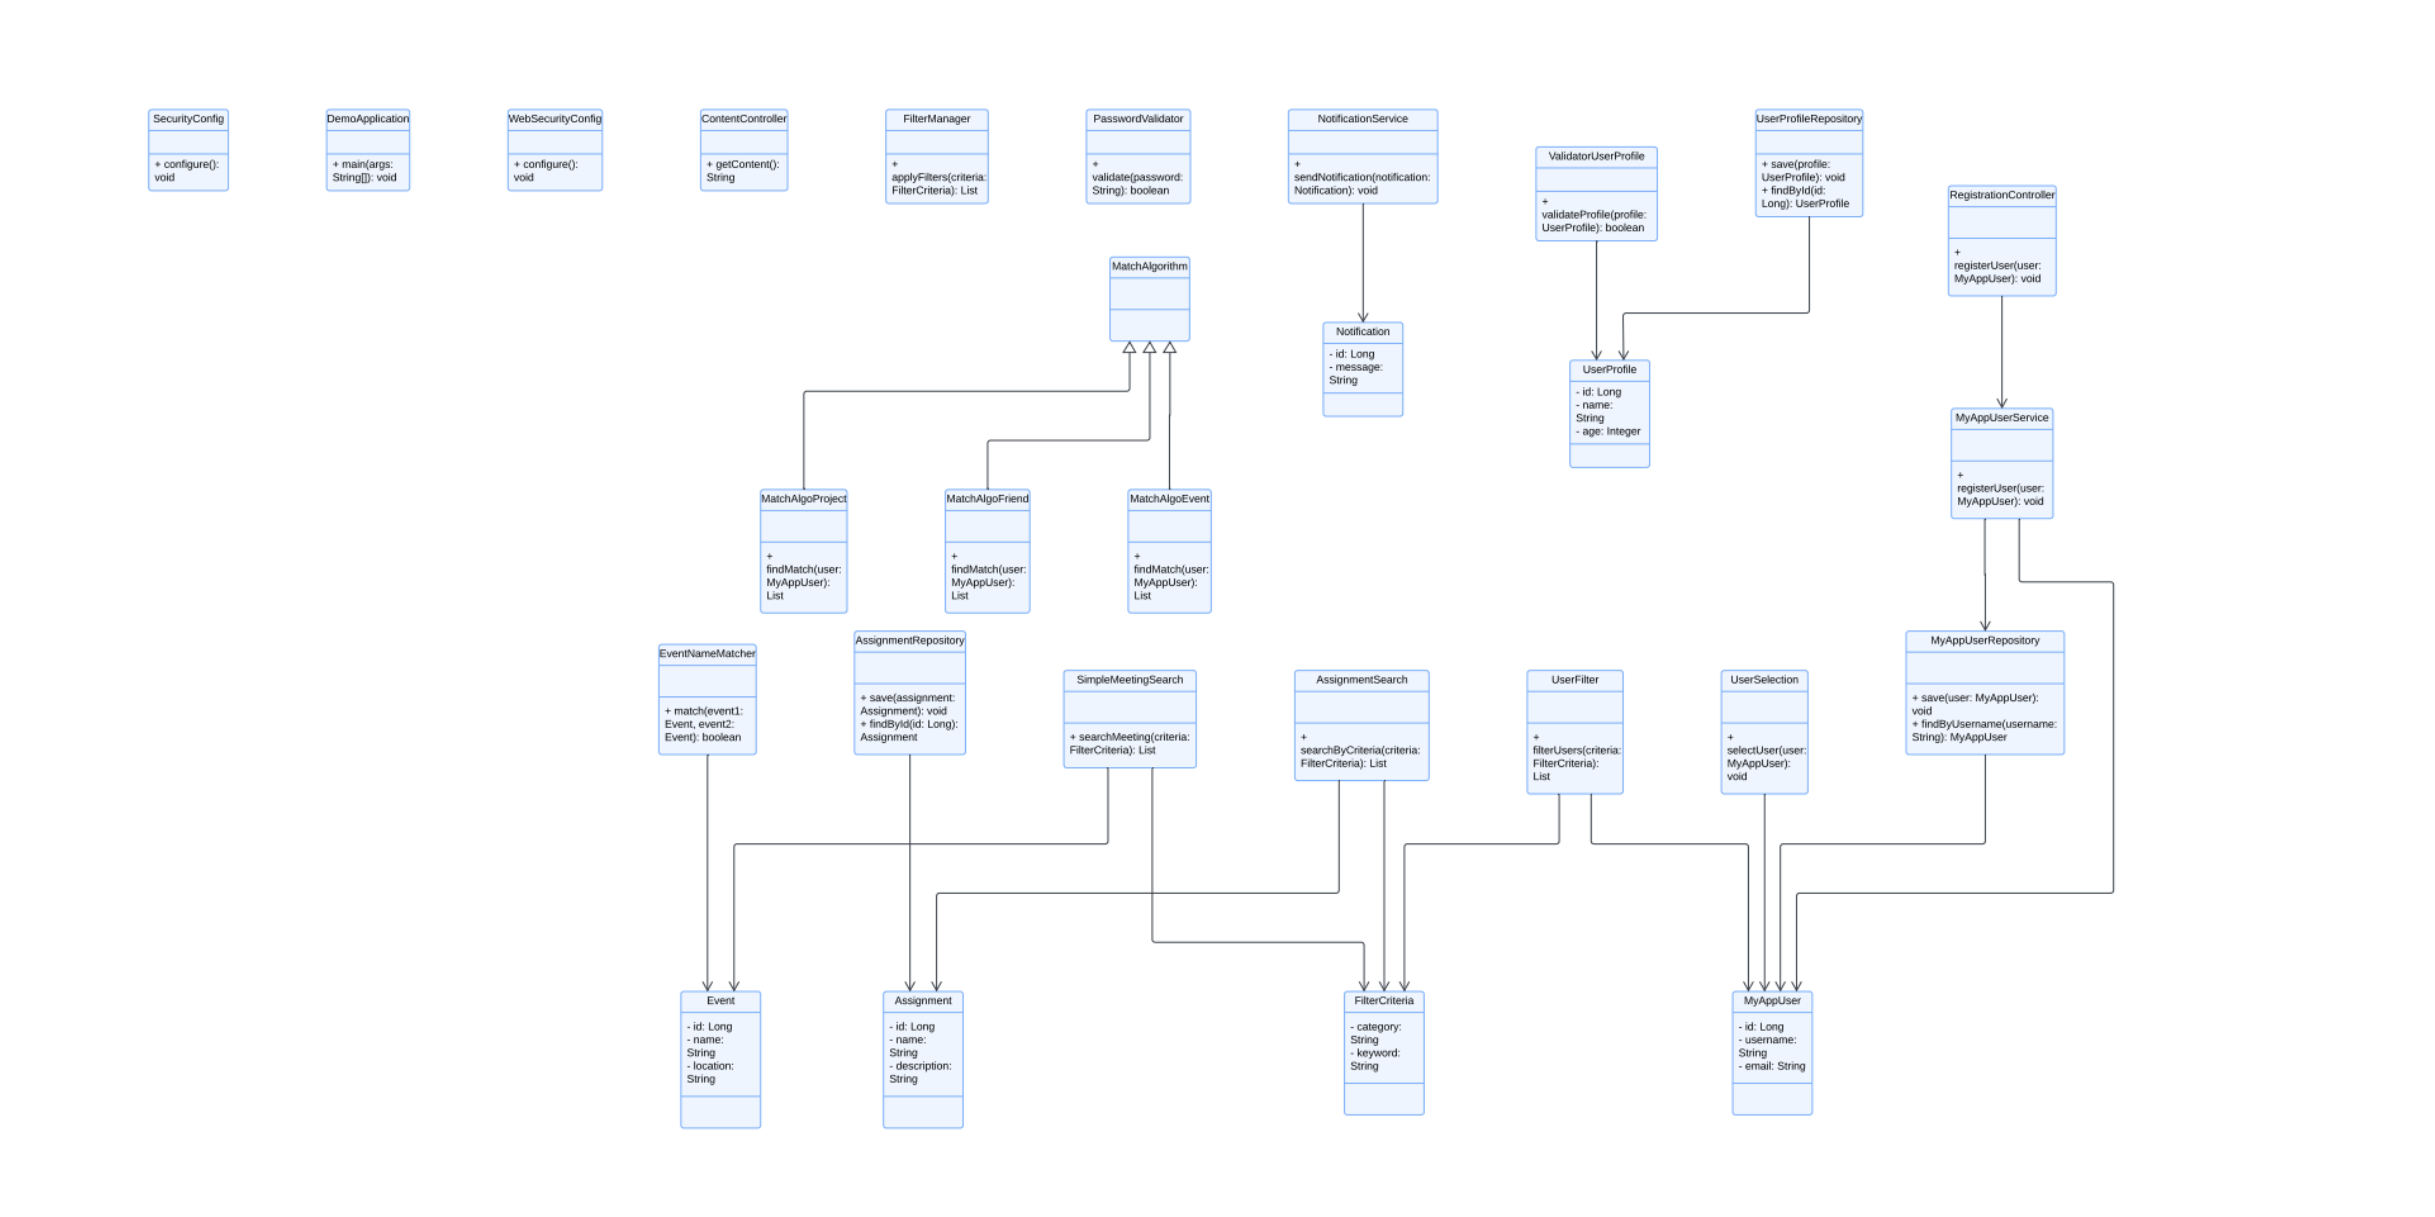 SecurityConfig
+ configure():
void
DemoApplication
+ main(args:
String[]): void
WebSecurityConfig
+ configure():
void
ContentController
+ getContent():
String
FilterManager
+
applyFilters(criteria:
FilterCriteria): List
PasswordValidator
+
validate(password:
String): boolean
NotificationService
+
sendNotification(notification:
Notification): void
ValidatorUserProfile
+
validateProfile(profile:
UserProfile): boolean
UserProfileRepository
+ save(profile:
UserProfile): void
+ findById(id:
Long): UserProfile
RegistrationController
+
registerUser(user:
MyAppUser): void
MatchAlgorithm
Notification
- id: Long
- message:
String
UserProfile
- id: Long
- name:
String
- age: Integer
MyAppUserService
+
registerUser(user:
MyAppUser): void
MatchAlgoProject
+
findMatch(user:
MyAppUser):
List
MatchAlgoFriend
+
findMatch(user:
MyAppUser):
List
MatchAlgoEvent
+
findMatch(user:
MyAppUser):
List
EventNameMatcher
+ match(event1:
Event, event2:
Event): boolean
AssignmentRepository
+ save(assignment:
Assignment): void
+ findById(id: Long):
Assignment
SimpleMeetingSearch
+ searchMeeting(criteria:
FilterCriteria): List
AssignmentSearch
+
searchByCriteria(criteria:
FilterCriteria): List
UserFilter
+
filterUsers(criteria:
FilterCriteria):
List
UserSelection
+
selectUser(user:
MyAppUser):
void
MyAppUserRepository
+ save(user: MyAppUser):
void
+ findByUsername(username:
String): MyAppUser
Event
- id: Long
- name:
String
- location:
String
Assignment
- id: Long
- name:
String
- description:
String
FilterCriteria
- category:
String
- keyword:
String
MyAppUser
- id: Long
- username:
String
- email: String